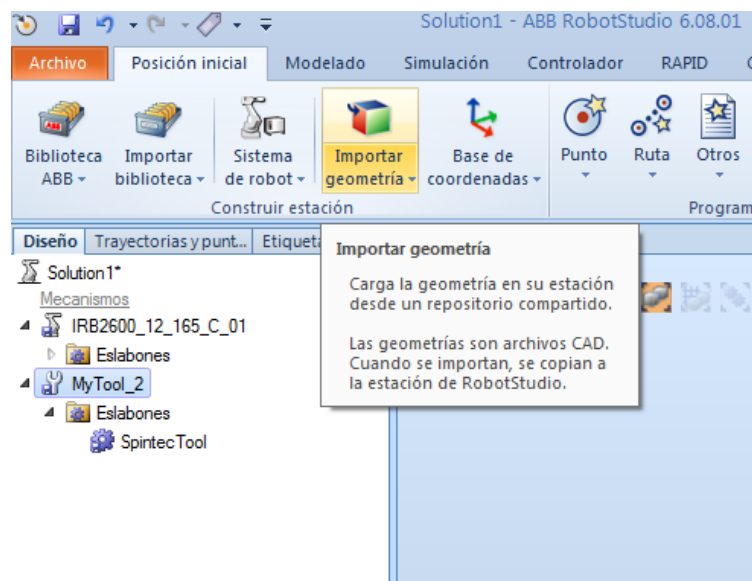 Solution1 - ABB RobotStudio 6.08.01
Archivo Posición inicial Modelado Simulación Controlador RAPID
Biblioteca ABB
Importar biblioteca
Sistema de robot
Importar geometría
Base de coordenadas
Punto
Ruta
Otros
Construir estación
Program
Diseño Trayectorias y punt... Etiquet
Importar geometría
Carga la geometría en su estación
desde un repositorio compartido.
Las geometrías son archivos CAD.
Cuando se importan, se copian a
la estación de RobotStudio.
Solution1*
Mecanismos
IRB2600_12_165_C_01
Eslabones
MyTool_2
Eslabones
SpintecTool